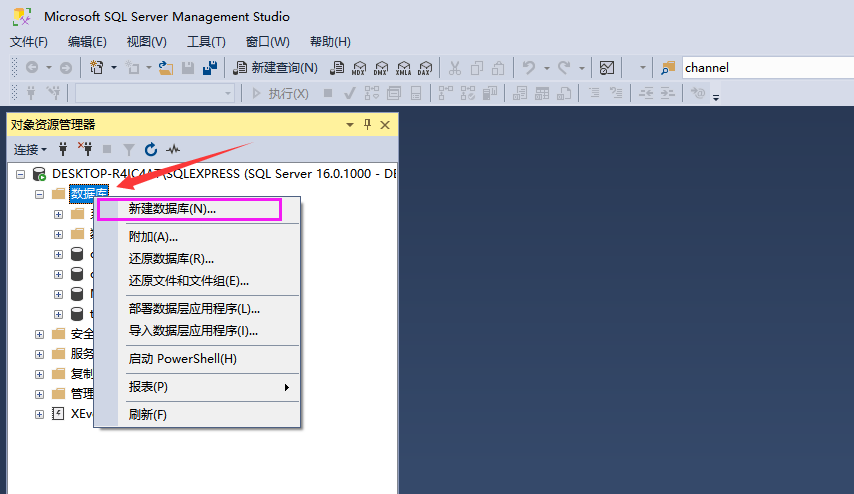 Microsoft SQL Server Management Studio
文件(F) 编辑(E) 视图(V) 工具(T) 窗口(W) 帮助(H)
新建查询(N) MDX DMX XMLA DAX channel
执行(X)
对象资源管理器
连接
DESKTOP-R4JC4A7\SQLEXPRESS (SQL Server 16.0.1000 - DE
数据库
新建数据库(N)...
附加(A)...
还原数据库(R)...
还原文件和文件组(E)...
部署数据层应用程序(L)...
导入数据层应用程序(I)...
启动 PowerShell(H)
报表(P)
刷新(F)
安全
服务
复制
管理
XEve